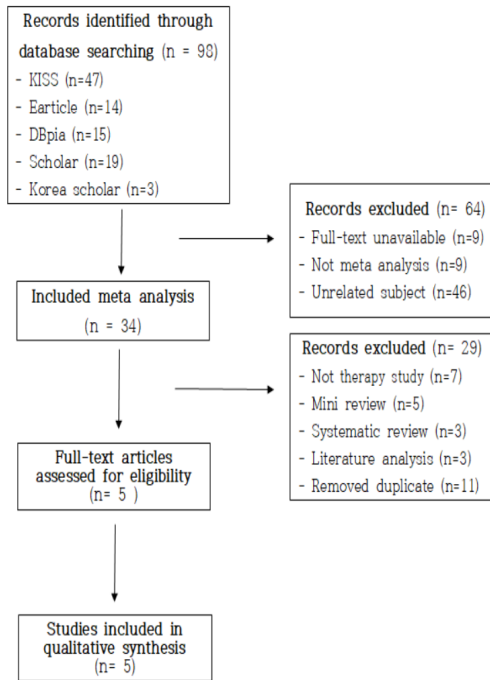 Records identified through
database searching (n = 98)
- KISS (n=47)
- Earticle (n=14)
- DBpia (n=15)
- Scholar (n=19)
- Korea scholar (n=3)
Records excluded (n= 64)
- Full-text unavailable (n=9)
- Not meta analysis (n=9)
- Unrelated subject (n=46)
Included meta analysis
(n = 34)
Records excluded (n= 29)
- Not therapy study (n=7)
- Mini review (n=5)
- Systematic review (n=3)
- Literature analysis (n=3)
- Removed duplicate (n=11)
Full-text articles
assessed for eligibility
(n= 5 )
Studies included in
qualitative synthesis
(n= 5)